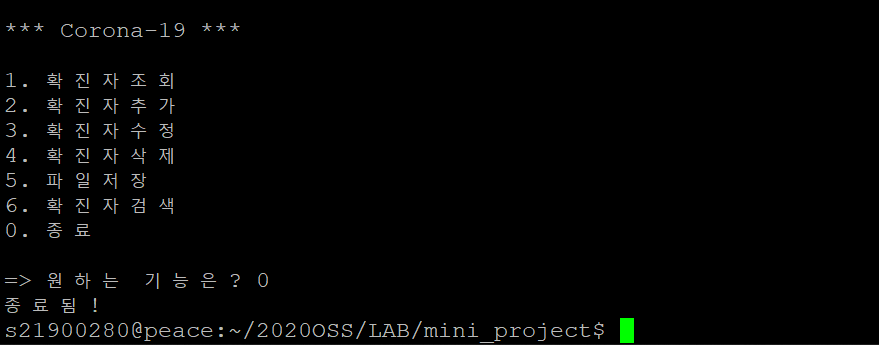 *** Corona-19 ***
1. 확진자조회
2. 확진자추가
3. 확진자수정
4. 확진자삭제
5. 파일저장
6. 확진자검색
0. 종료
=> 원하는 기능은? 0
종료됨!
s21900280@peace:~/2020OSS/LAB/mini_project$